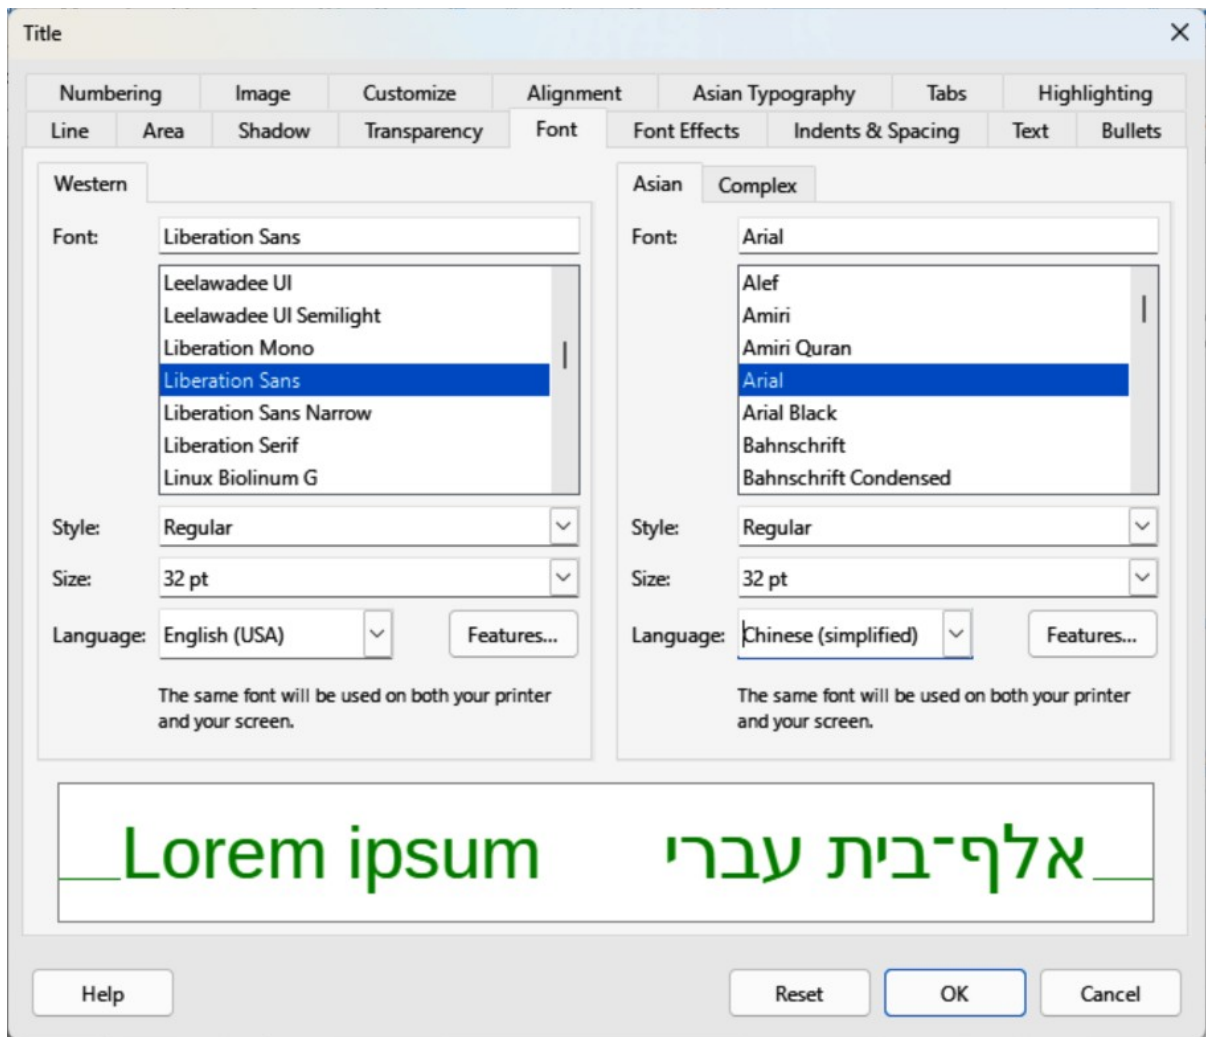 Title
Numbering Image Customize Alignment Asian Typography Tabs Highlighting
Line Area Shadow Transparency Font Font Effects Indents & Spacing Text Bullets
Western
Font: Liberation Sans
Leelawadee UI
Leelawadee UI Semilight
Liberation Mono
Liberation Sans
Liberation Sans Narrow
Liberation Serif
Linux Biolinum G
Style: Regular
Size: 32 pt
Language: English (USA) Features...
The same font will be used on both your printer
and your screen.
Asian Complex
Font: Arial
Alef
Amiri
Amiri Quran
Arial
Arial Black
Bahnschrift
Bahnschrift Condensed
Style: Regular
Size: 32 pt
Language: Chinese (simplified) Features...
The same font will be used on both your printer
and your screen.
Lorem ipsum אלף־בית עברי
Help Reset OK Cancel